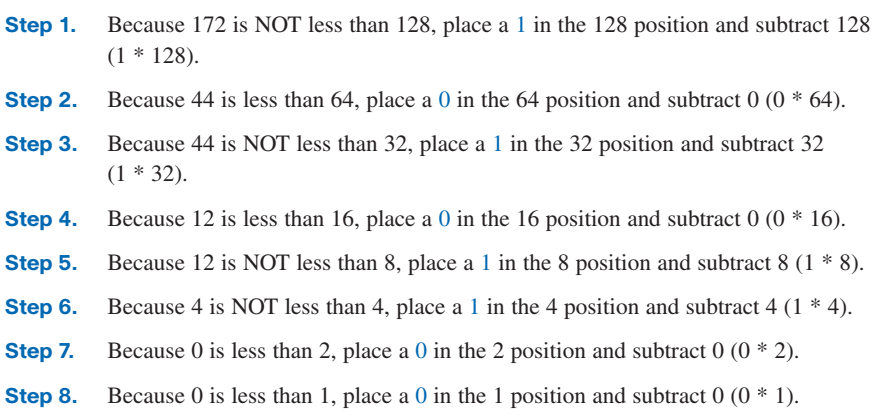 Step 1. Because 172 is NOT less than 128, place a 1 in the 128 position and subtract 128
(1 * 128).
Step 2. Because 44 is less than 64, place a 0 in the 64 position and subtract 0 (0 * 64).
Step 3. Because 44 is NOT less than 32, place a 1 in the 32 position and subtract 32
(1 * 32).
Step 4. Because 12 is less than 16, place a 0 in the 16 position and subtract 0 (0 * 16).
Step 5. Because 12 is NOT less than 8, place a 1 in the 8 position and subtract 8 (1 * 8).
Step 6. Because 4 is NOT less than 4, place a 1 in the 4 position and subtract 4 (1 * 4).
Step 7. Because 0 is less than 2, place a 0 in the 2 position and subtract 0 (0 * 2).
Step 8. Because 0 is less than 1, place a 0 in the 1 position and subtract 0 (0 * 1).